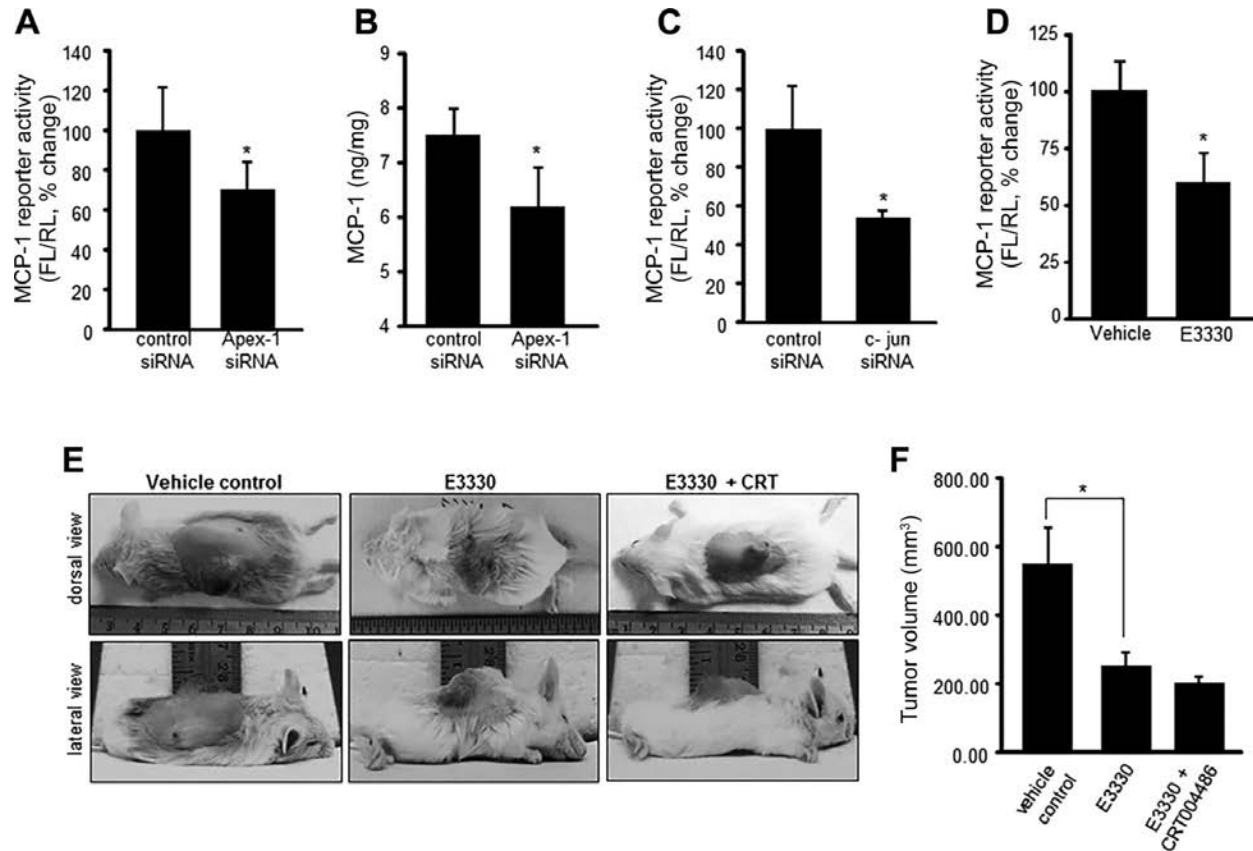 A
MCP-1 reporter activity
(FL/RL, % change)
140
120
100
80
60
40
20
0
control
siRNA
Apex-1
siRNA
*
B
MCP-1 (ng/mg)
9
8
7
6
5
4
control
siRNA
Apex-1
siRNA
*
C
MCP-1 reporter activity
(FL/RL, % change)
140
120
100
80
60
40
20
0
control
siRNA
c- jun
siRNA
*
D
MCP-1 reporter activity
(FL/RL, % change)
125
100
75
50
25
0
Vehicle
E3330
*
E
Vehicle control
E3330
E3330 + CRT
dorsal view
lateral view
F
Tumor volume (mm³)
800.00
600.00
400.00
200.00
0.00
vehicle
control
E3330
E3330 +
CRT004486
*